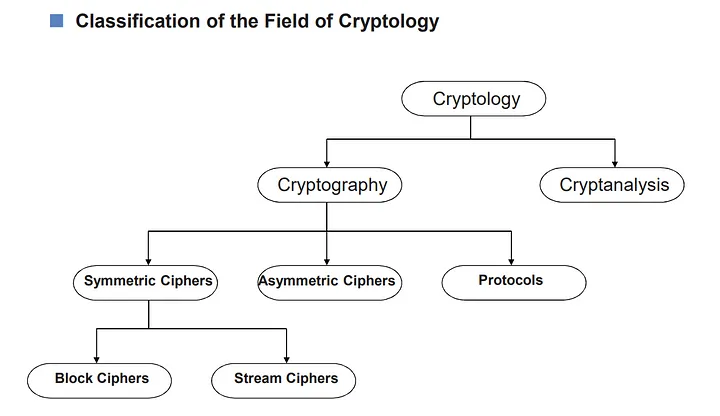 Classification of the Field of Cryptology
Cryptology
Cryptography
Cryptanalysis
Symmetric Ciphers
Asymmetric Ciphers
Protocols
Block Ciphers
Stream Ciphers